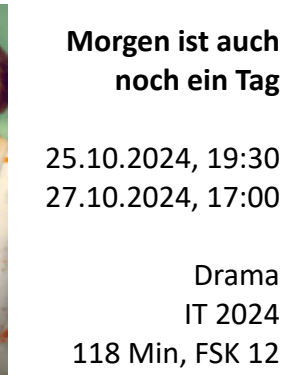 Morgen ist auch
noch ein Tag
25.10.2024, 19:30
27.10.2024, 17:00
Drama
IT 2024
118 Min, FSK 12